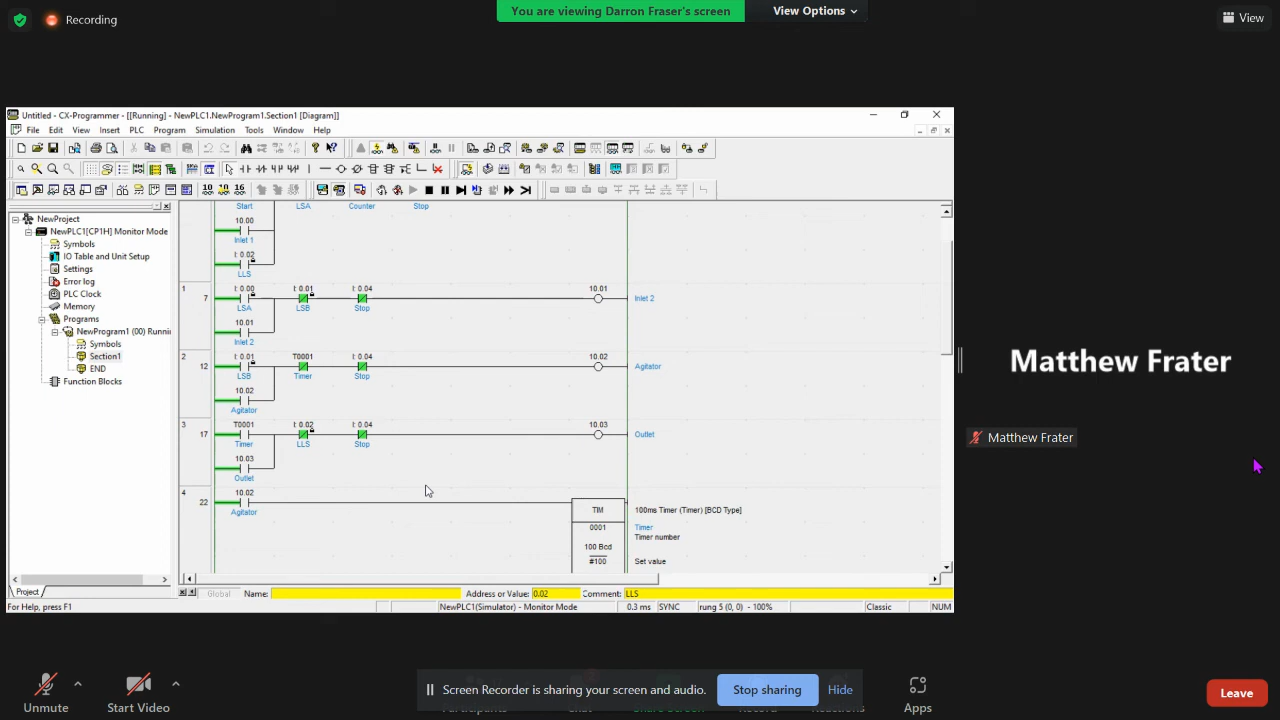 Recording
You are viewing Darron Fraser's screen
View Options
View
Untitled - CX-Programmer - [[Running] - NewPLC1.NewProgram1.Section1 [Diagram]]
File Edit View Insert PLC Program Simulation Tools Window Help
NewProject
NewPLC1[CP1H] Monitor Mode
Symbols
IO Table and Unit Setup
Settings
Error log
PLC Clock
Memory
Programs
NewProgram1 (00) Runnin
Symbols
Section1
END
Function Blocks
Project
Start LSA Counter Stop
10.00
Inlet 1
I: 0.02
LLS
1 7
I: 0.00 I: 0.01 I: 0.04 10.01
Inlet 2
LSA LSB Stop
10.01
Inlet 2
2 12
I: 0.01 T0001 I: 0.04 10.02
Agitator
LSB Timer Stop
10.02
Agitator
3 17
T0001 I: 0.02 I: 0.04 10.03
Outlet
Timer LLS Stop
10.03
Outlet
4 22
10.02
Agitator
TIM 100ms Timer (Timer) [BCD Type]
0001 Timer
Timer number
100 Bcd
#100 Set value
Global Name: Address or Value: 0.02 Comment: LLS
For Help, press F1 NewPLC1(Simulator) - Monitor Mode 0.3 ms SYNC rung 5 (0, 0) - 100% Classic NUM
Matthew Frater
Matthew Frater
Unmute
Start Video
Screen Recorder is sharing your screen and audio.
Stop sharing
Hide
Apps
Leave